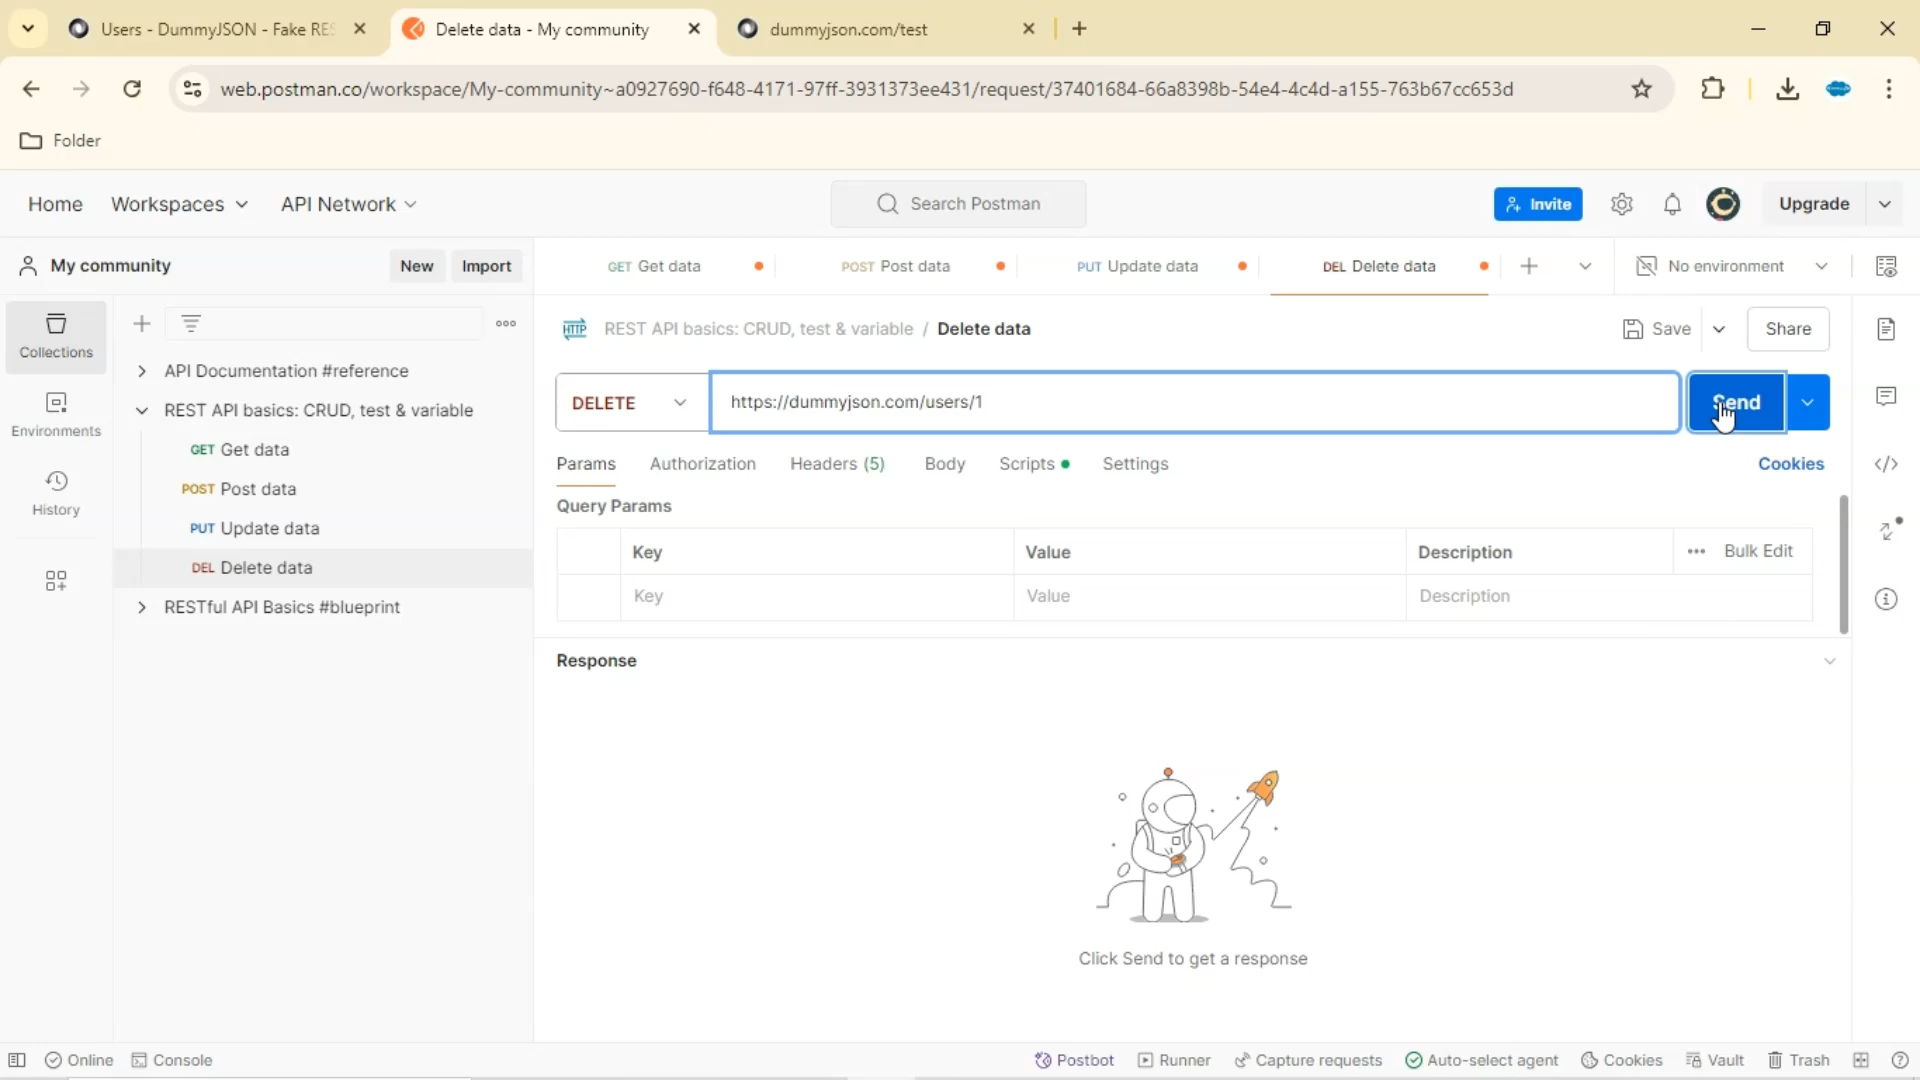 Users - DummyJSON - Fake RES
Delete data - My community
dummyjson.com/test
web.postman.co/workspace/My-community~a0927690-f648-4171-97ff-3931373ee431/request/37401684-66a8398b-54e4-4c4d-a155-763b67cc653d
Folder
Home Workspaces API Network
Search Postman
Invite Upgrade
My community New Import
GET Get data POST Post data PUT Update data DEL Delete data No environment
Collections
Environments
History
API Documentation #reference
REST API basics: CRUD, test & variable
GET Get data
POST Post data
PUT Update data
DEL Delete data
RESTful API Basics #blueprint
HTTP REST API basics: CRUD, test & variable / Delete data Save Share
DELETE https://dummyjson.com/users/1 Send
Params Authorization Headers (5) Body Scripts Settings Cookies
Query Params
Key Value Description Bulk Edit
Key Value Description
Response
Click Send to get a response
Online Console Postbot Runner Capture requests Auto-select agent Cookies Vault Trash